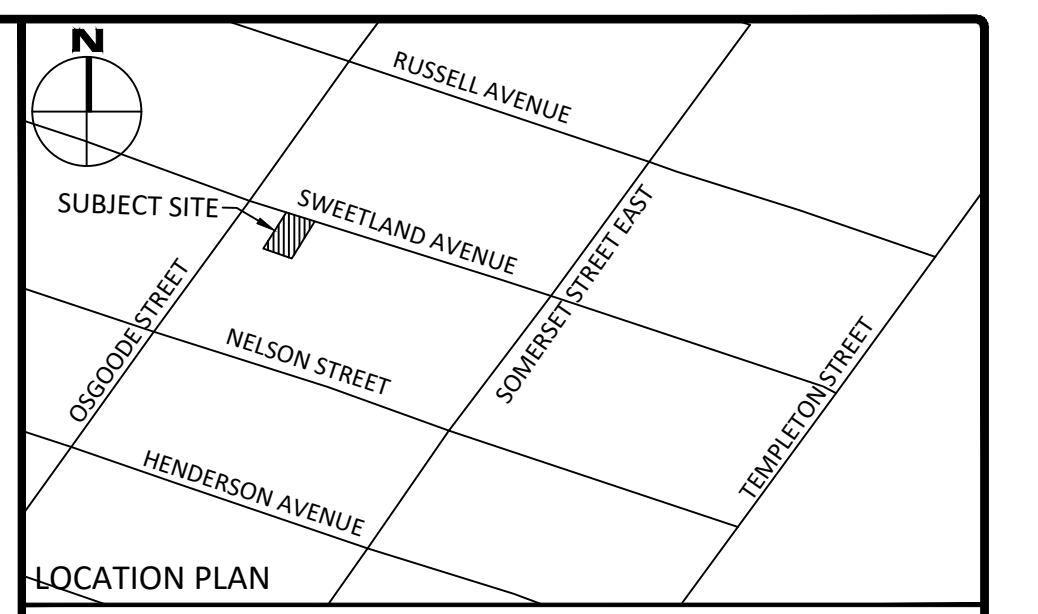 N
RUSSELL AVENUE
SUBJECT SITE
SWEETLAND AVENUE
SOMERSET STREET EAST
OSGOODE STREET
NELSON STREET
TEMPLETON STREET
HENDERSON AVENUE
LOCATION PLAN